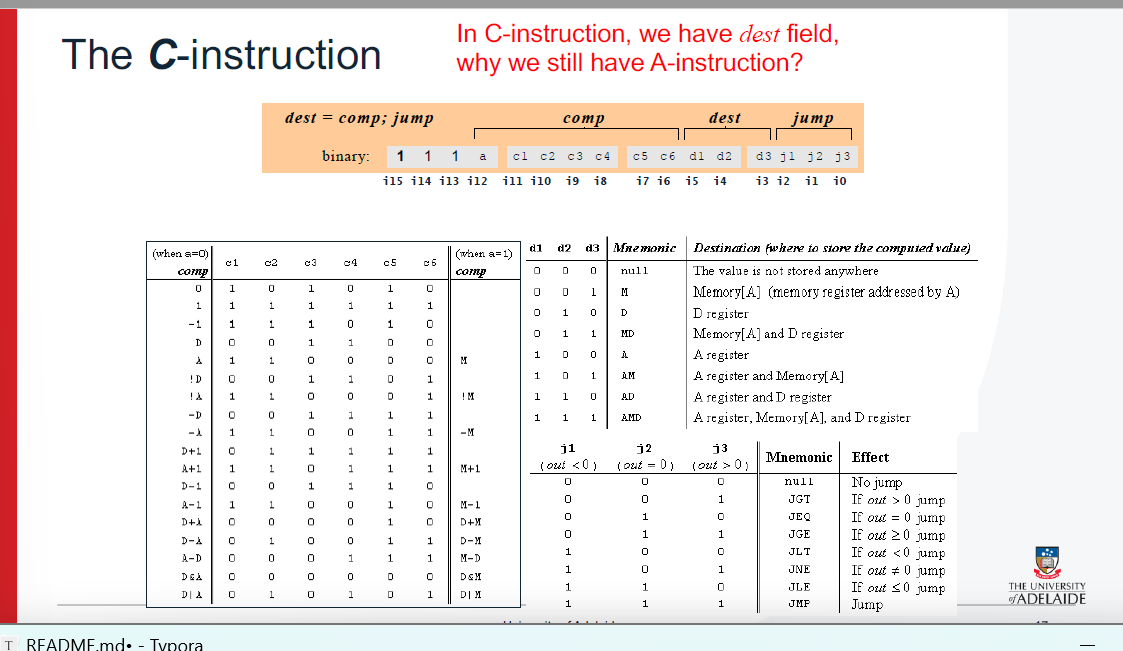 The C-instruction
In C-instruction, we have dest field,
why we still have A-instruction?
dest = comp; jump comp dest jump
binary: 1 1 1 a c1 c2 c3 c4 c5 c6 d1 d2 d3 j1 j2 j3
i15 i14 i13 i12 i11 i10 i9 i8 i7 i6 i5 i4 i3 i2 i1 i0
(when a=0) comp c1 c2 c3 c4 c5 c6 (when a=1) comp
0 1 0 1 0 1 0
1 1 1 1 1 1 1
-1 1 1 1 0 1 0
D 0 0 1 1 0 0
A 1 1 0 0 0 0 M
!D 0 0 1 1 0 1
!A 1 1 0 0 0 1 !M
-D 0 0 1 1 1 1
-A 1 1 0 0 1 1 -M
D+1 0 1 1 1 1 1
A+1 1 1 0 1 1 1 M+1
D-1 0 0 1 1 1 0
A-1 1 1 0 0 1 0 M-1
D+A 0 0 0 0 1 0 D+M
D-A 0 1 0 0 1 1 D-M
A-D 0 0 0 1 1 1 M-D
D&A 0 0 0 0 0 0 D&M
D|A 0 1 0 1 0 1 D|M
d1 d2 d3 Mnemonic Destination (where to store the computed value)
0 0 0 null The value is not stored anywhere
0 0 1 M Memory[A] (memory register addressed by A)
0 1 0 D D register
0 1 1 MD Memory[A] and D register
1 0 0 A A register
1 0 1 AM A register and Memory[A]
1 1 0 AD A register and D register
1 1 1 AMD A register, Memory[A], and D register
j1 j2 j3 Mnemonic Effect
(out < 0) (out = 0) (out > 0)
0 0 0 null No jump
0 0 1 JGT If out > 0 jump
0 1 0 JEQ If out = 0 jump
0 1 1 JGE If out ≥ 0 jump
1 0 0 JLT If out < 0 jump
1 0 1 JNE If out ≠ 0 jump
1 1 0 JLE If out ≤ 0 jump
1 1 1 JMP Jump
THE UNIVERSITY
of ADELAIDE
T README.md• - Typora